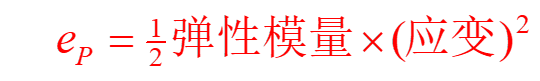 e_P = 1/2 弹性模量×(应变)²